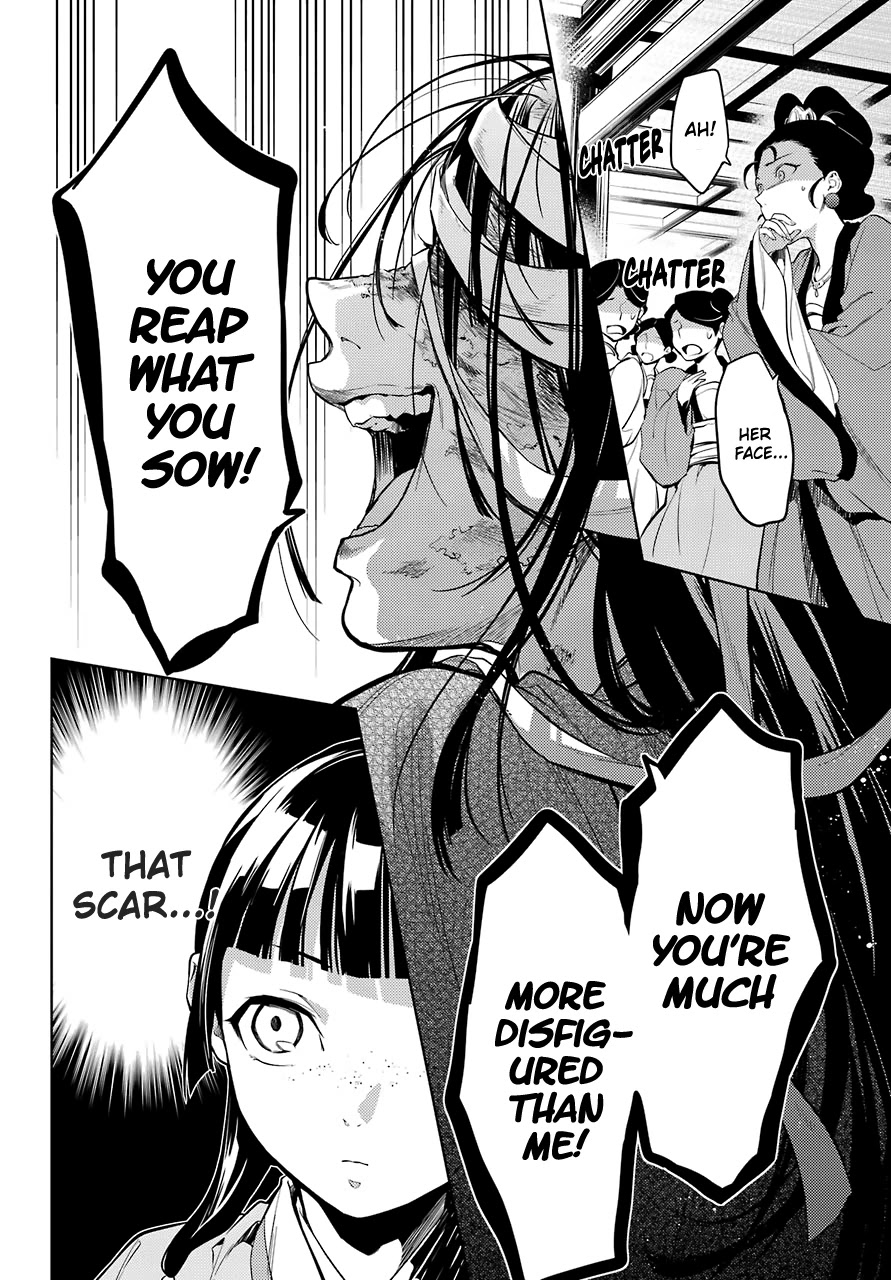 AH!
CHATTER
CHATTER
HER
FACE...
YOU
REAP
WHAT
YOU
SOW!
NOW
YOU'RE
MUCH
MORE
DISFIG-
URED
THAN
ME!
THAT
SCAR...!